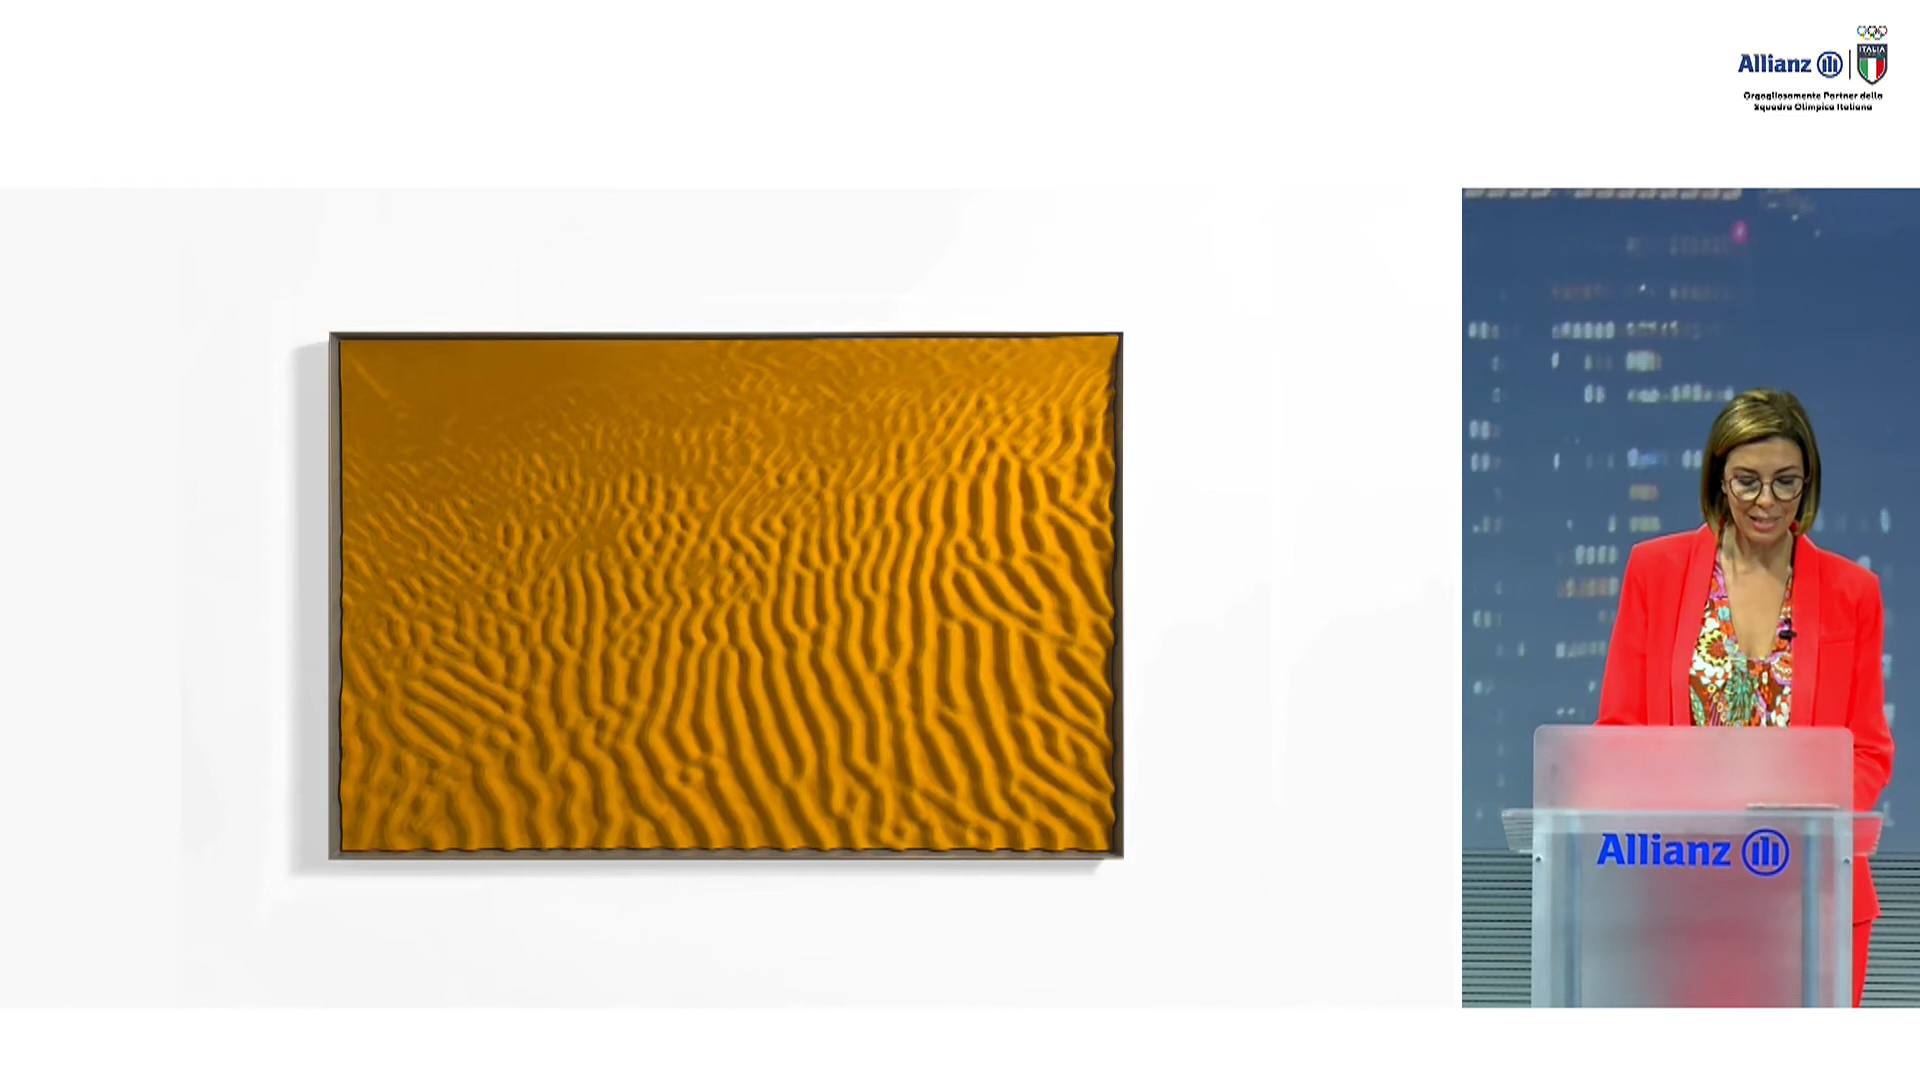 Allianz
ITALIA
Orgogliosamente Partner della
Squadra Olimpica Italiana
Allianz